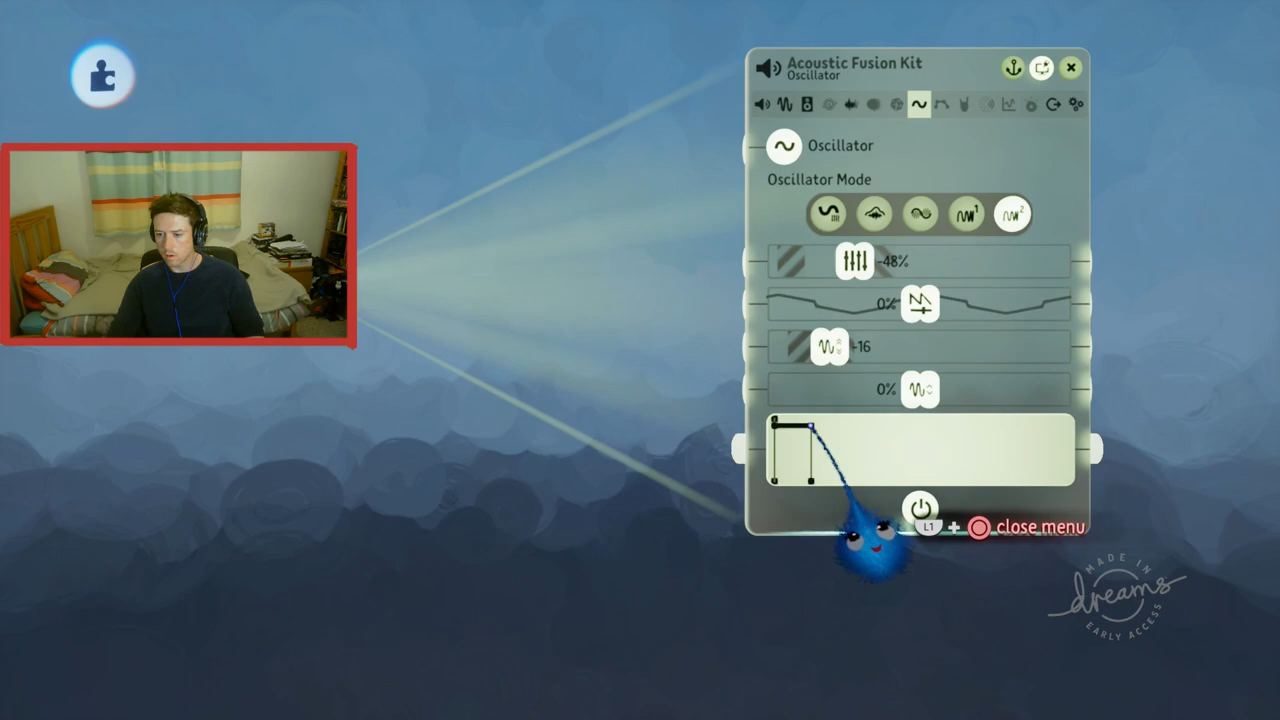 Acoustic Fusion Kit
Oscillator
Oscillator
Oscillator Mode
-48%
0%
+16
0%
L1 + close menu
MADE IN
dreams
EARLY ACCESS